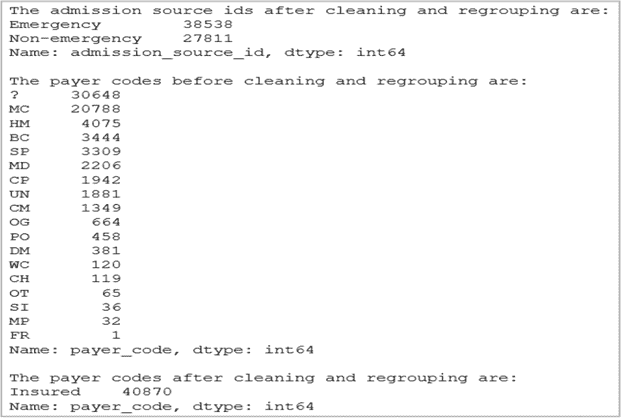 The admission source ids after cleaning and regrouping are:
Emergency        38538
Non-emergency    27811
Name: admission_source_id, dtype: int64

The payer codes before cleaning and regrouping are:
?     30648
MC    20788
HM     4075
BC     3444
SP     3309
MD     2206
CP     1942
UN     1881
CM     1349
OG      664
PO      458
DM      381
WC      120
CH      119
OT       65
SI       36
MP       32
FR        1
Name: payer_code, dtype: int64

The payer codes after cleaning and regrouping are:
Insured    40870
Name: payer_code, dtype: int64